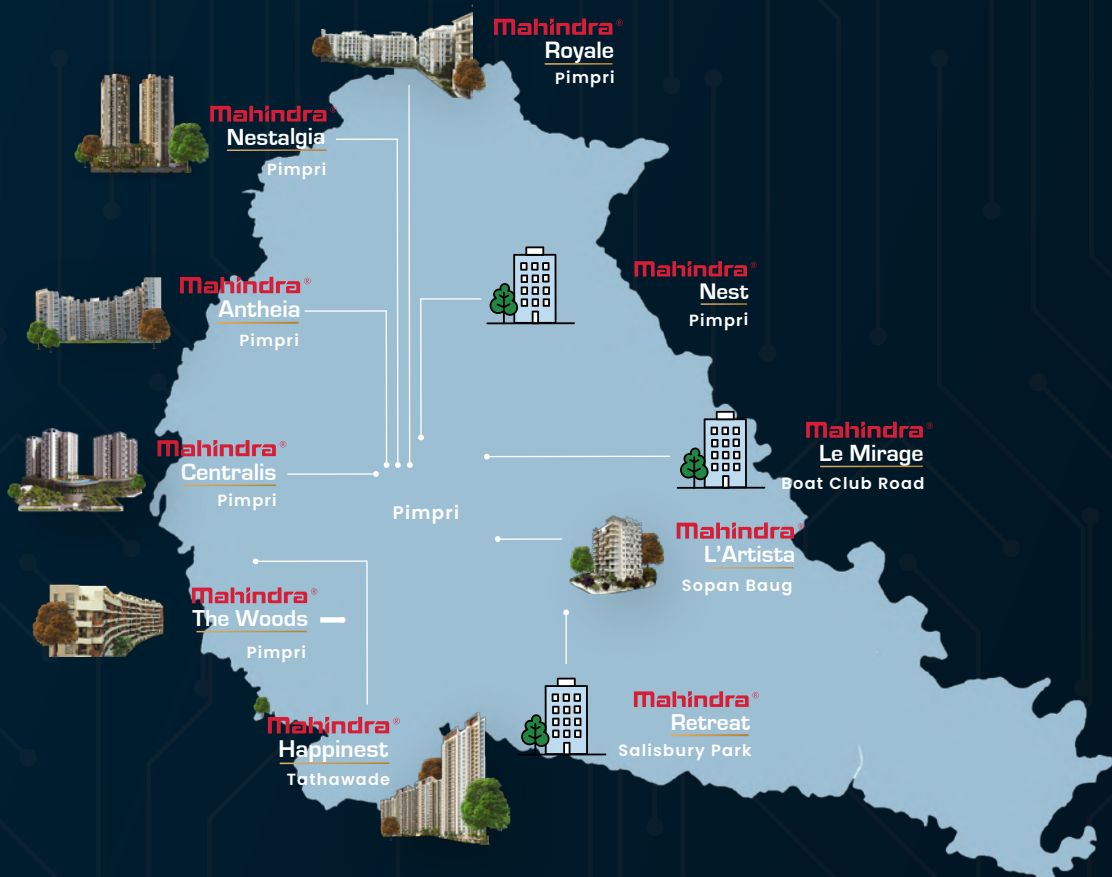 Mahindra®
Royale
Pimpri
Mahindra®
Nestalgia
Pimpri
Mahindra®
Nest
Pimpri
Mahindra®
Antheia
Pimpri
Mahindra®
Le Mirage
Boat Club Road
Mahindra®
Centralis
Pimpri
Pimpri
Mahindra®
L'Artista
Sopan Baug
Mahindra®
The Woods
Pimpri
Mahindra®
Retreat
Salisbury Park
Mahindra®
Happinest
Tathawade